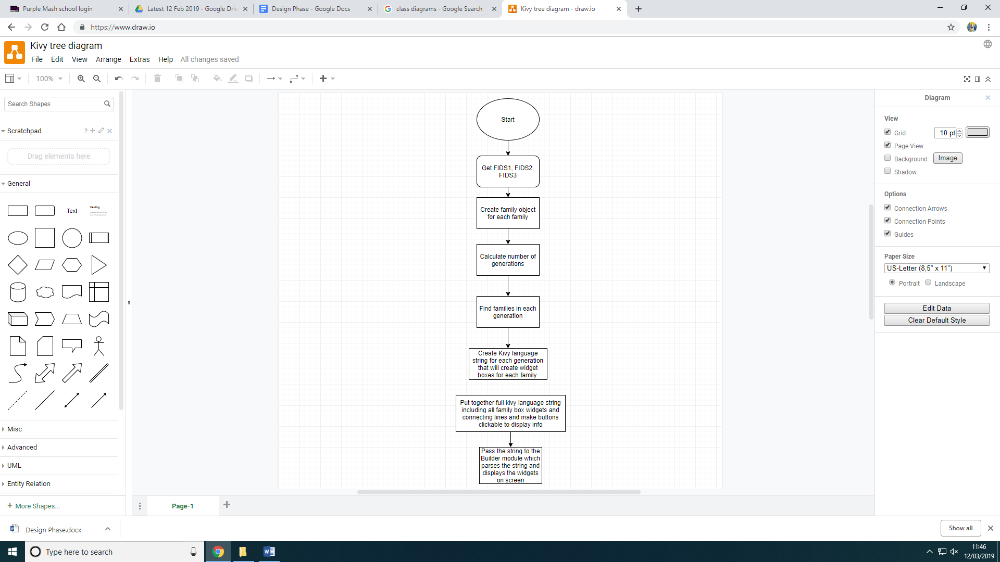 Purple Mash school login
Latest 12 Feb 2019 - Google Driv
Design Phase - Google Docs
class diagrams - Google Search
Kivy tree diagram - draw.io
https://www.draw.io
Kivy tree diagram
File Edit View Arrange Extras Help All changes saved
100%
Search Shapes
Scratchpad
?
Drag elements here
General
Text
Heading
Misc
Advanced
UML
Entity Relation
+ More Shapes...
Start
Get FIDS1, FIDS2,
FIDS3
Create family object
for each family
Calculate number of
generations
Find families in each
generation
Create Kivy language
string for each generation
that will create widget
boxes for each family.
Put together full kivy language string
including all family box widgets and
connecting lines and make buttons
clickable to display info
Pass the string to the
Builder module which
parses the string and
displays the widgets
on screen
Diagram
View
Grid 10 pt
Page View
Background Image
Shadow
Options
Connection Arrows
Connection Points
Guides
Paper Size
US-Letter (8,5" x 11")
Portrait Landscape
Edit Data
Clear Default Style
Page-1
Design Phase.docx
Show all
Type here to search
11:46
12/03/2019